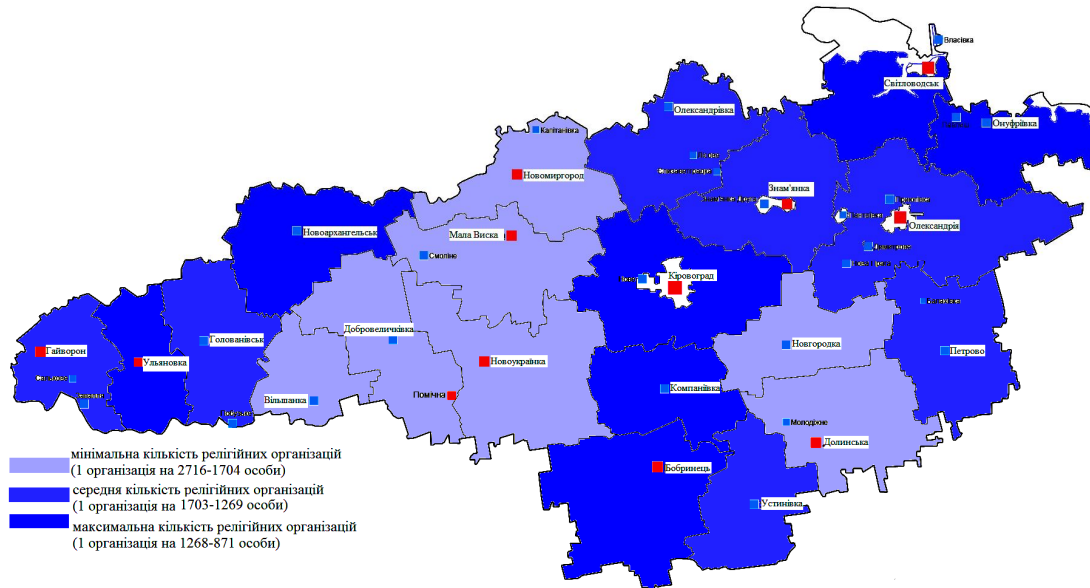 Власівка
Світловодськ
Олександрівка
Онуфріївка
Капітанівка
Новомиргород
Знам'янка
Мала Виска
Олександрія
Новоархангельськ
Смоліне
Кіровоград
Добровеличківка
Голованівськ
Новгородка
Гайворон
Ульяновка
Новоукраїнка
Петрово
Компаніївка
Вільшанка
Помічна
Молодіжне
Долинська
Бобринець
Устинівка
мінімальна кількість релігійних організацій
(1 організація на 2716-1704 особи)
середня кількість релігійних організацій
(1 організація на 1703-1269 особи)
максимальна кількість релігійних організацій
(1 організація на 1268-871 особи)